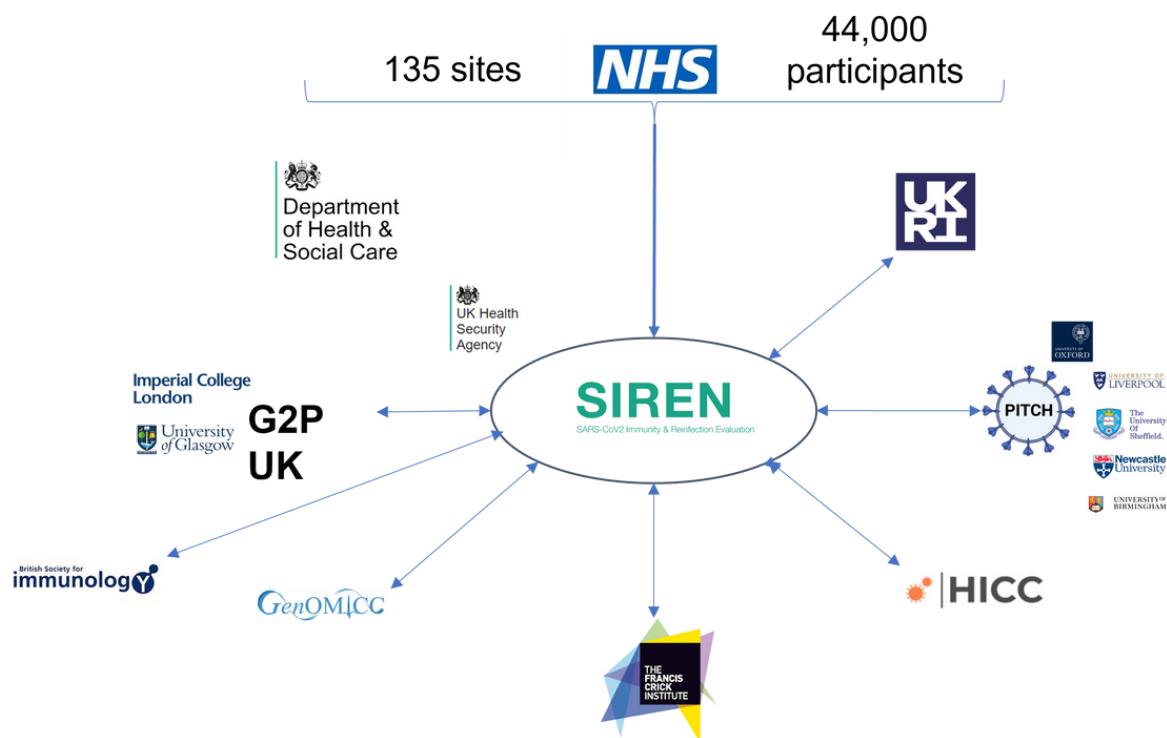 135 sites
NHS
44,000
participants
Department
of Health &
Social Care
UK
RI
UK Health
Security
Agency
UNIVERSITY OF
OXFORD
Imperial College
London
G2P
UK
University
of Glasgow
SIREN
SARS-CoV2 Immunity & Reinfection Evaluation
PITCH
UNIVERSITY OF
LIVERPOOL
The
University
Of
Sheffield.
Newcastle
University
UNIVERSITY OF
BIRMINGHAM
British Society for
immunology
GenOMICC
HICC
THE
FRANCIS
CRICK
INSTITUTE